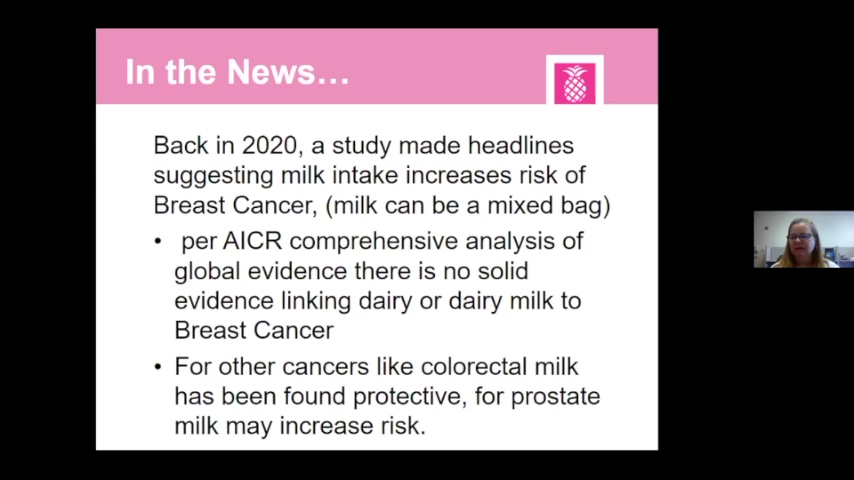 In the News...
Back in 2020, a study made headlines
suggesting milk intake increases risk of
Breast Cancer, (milk can be a mixed bag)
• per AICR comprehensive analysis of
global evidence there is no solid
evidence linking dairy or dairy milk to
Breast Cancer
• For other cancers like colorectal milk
has been found protective, for prostate
milk may increase risk.